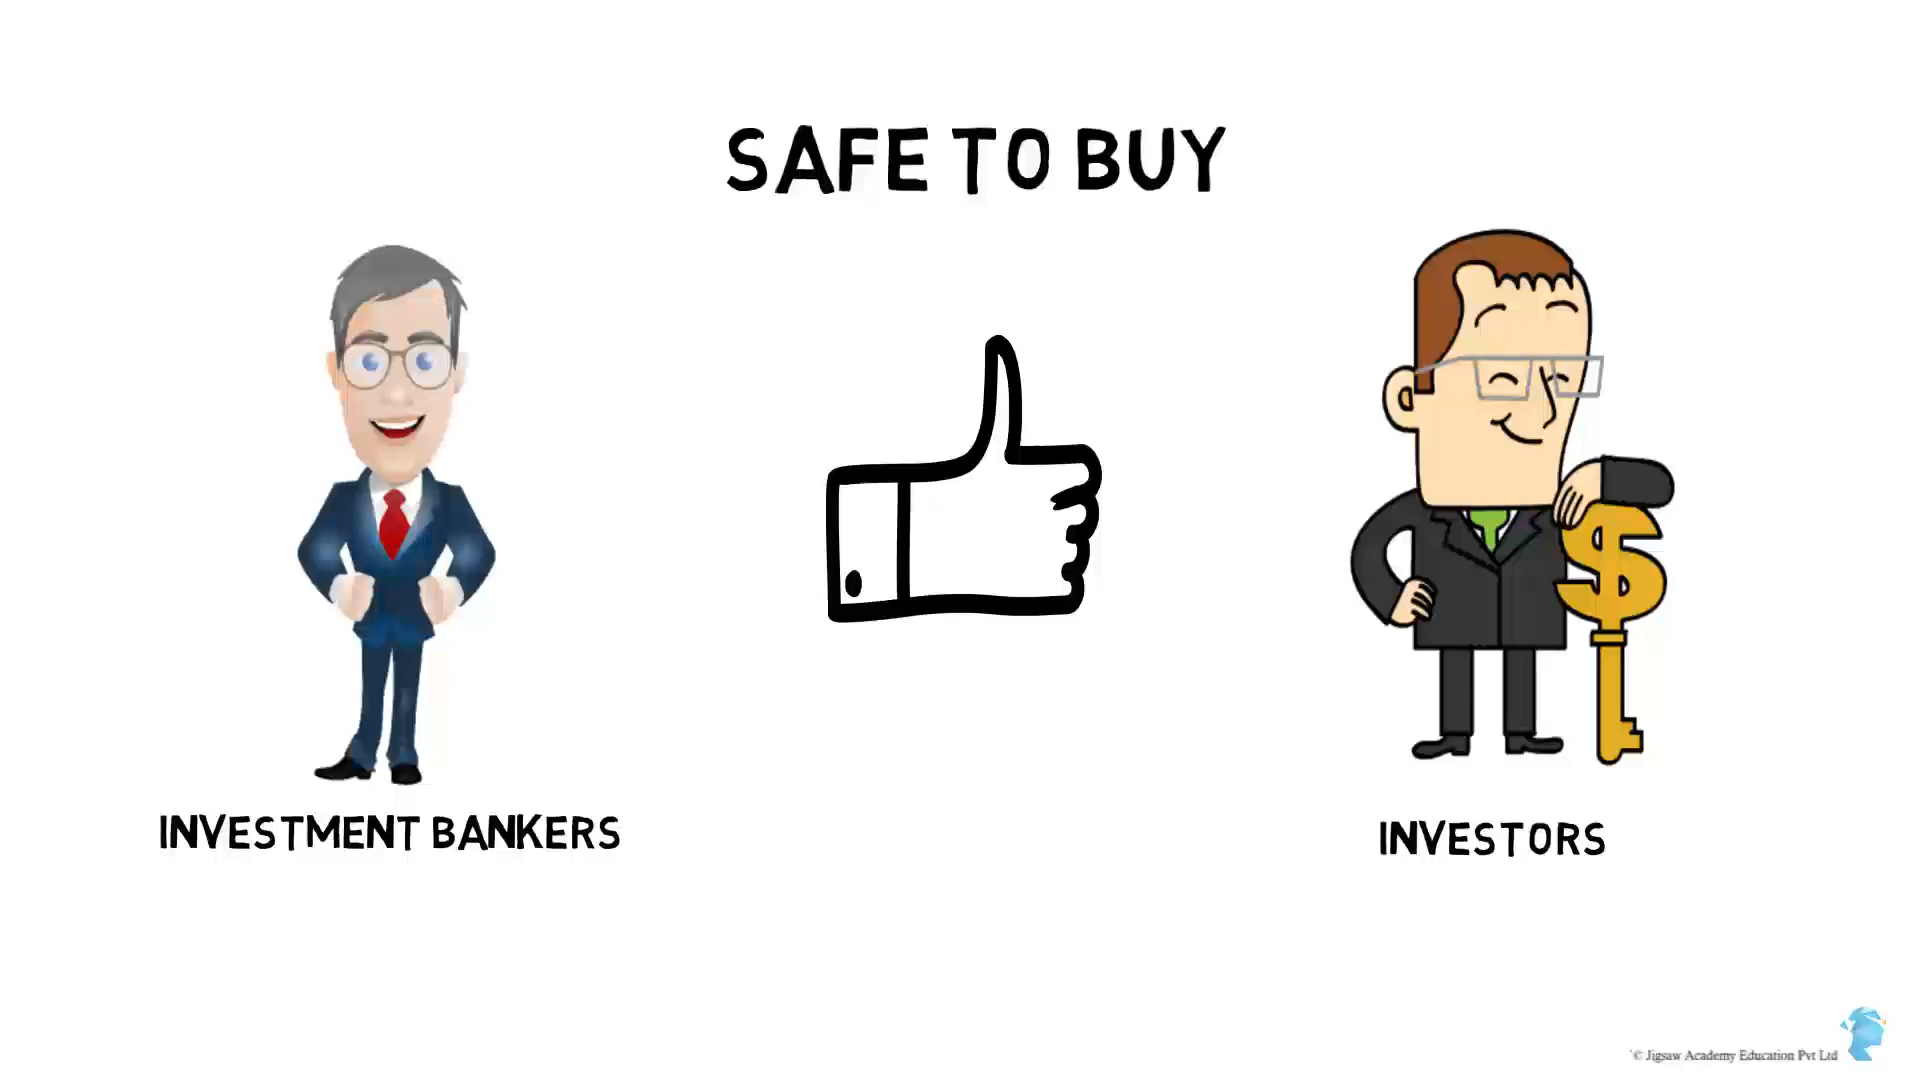 SAFE TO BUY
INVESTMENT BANKERS
INVESTORS
© Jigsaw Academy Education Pvt Ltd